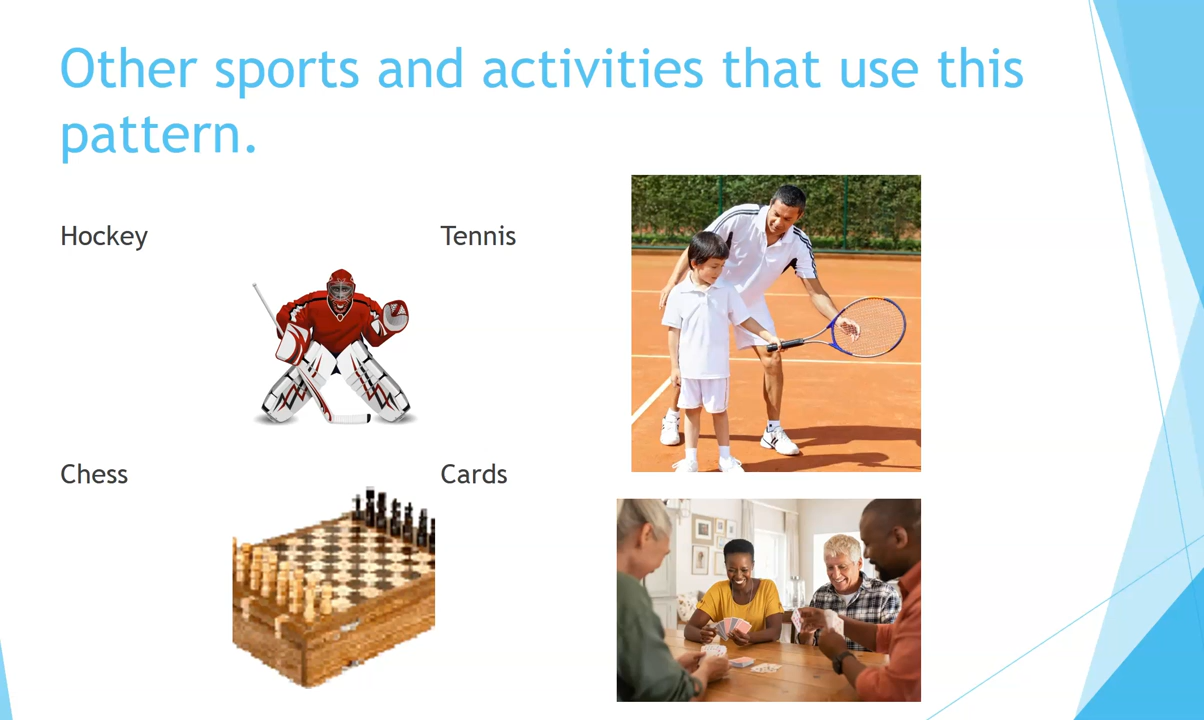 Other sports and activities that use this
pattern.
Hockey
Tennis
Chess
Cards